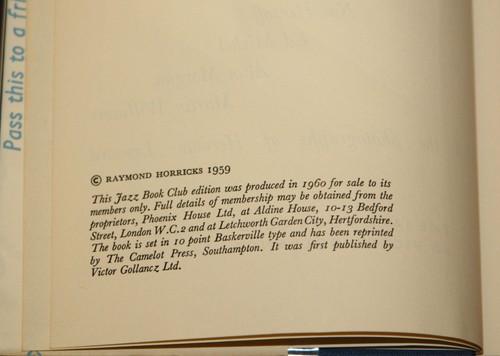 Pass this to a fri
© RAYMOND HORRICKS 1959
This Jazz Book Club edition was produced in 1960 for sale to its
members only. Full details of membership may be obtained from the
proprietors, Phoenix House Ltd, at Aldine House, 10-13 Bedford
Street, London W.C.2 and at Letchworth Garden City, Hertfordshire.
The book is set in 10 point Baskerville type and has been reprinted
by The Camelot Press, Southampton. It was first published by
Victor Gollancz Ltd.